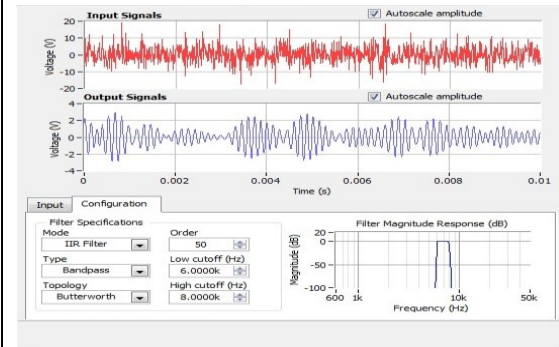 Input Signals
Autoscale amplitude
Voltage (V)
20
10
0
-10
-20
Output Signals
Autoscale amplitude
Voltage (V)
4
2
0
-2
-4
0 0.002 0.004 0.006 0.008 0.01
Time (s)
Input Configuration
Filter Specifications
Mode Order
IIR Filter 50
Type Low cutoff (Hz)
Bandpass 6.0000k
Topology High cutoff (Hz)
Butterworth 8.0000k
Filter Magnitude Response (dB)
Magnitude (dB)
20
0
-50
-100
600 1k 10k 50k
Frequency (Hz)